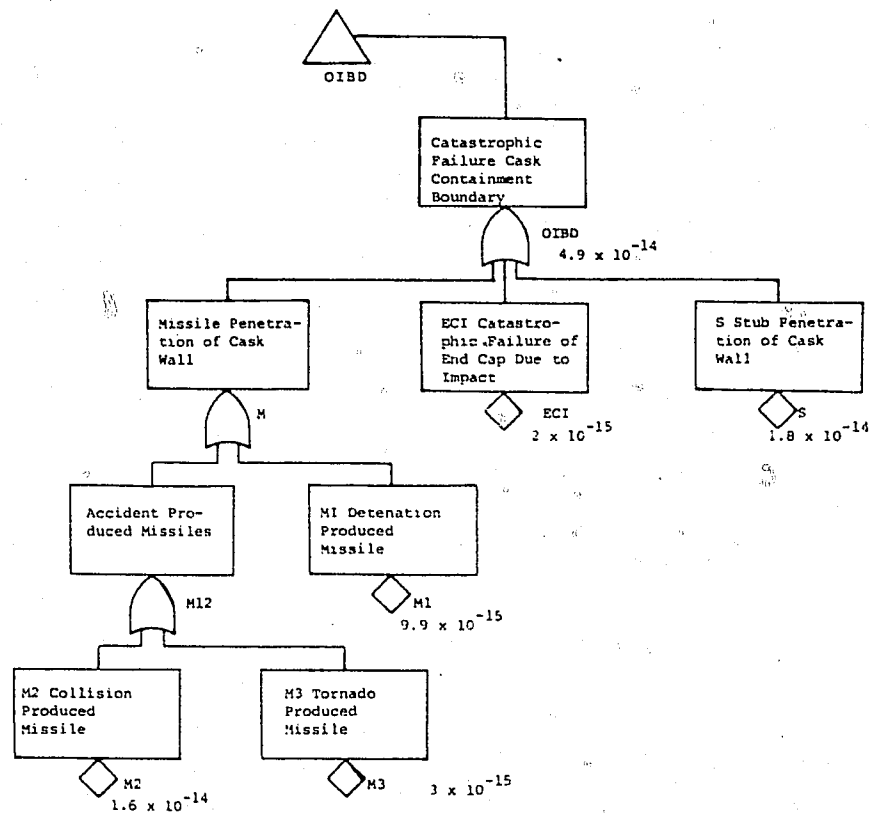 OIBD
Catastrophic
Failure Cask
Containment
Boundary
OIBD
4.9 x 10^-14
Missile Penetra-
tion of Cask
Wall
M
ECI Catastro-
phic Failure of
End Cap Due to
Impact
ECI
2 x 10^-15
S Stub Penetra-
tion of Cask
Wall
S
1.8 x 10^-14
Accident Pro-
duced Missiles
M12
MI Detenation
Produced
Missile
M1
9.9 x 10^-15
M2 Collision
Produced
Missile
M2
1.6 x 10^-14
M3 Tornado
Produced
Missile
M3
3 x 10^-15